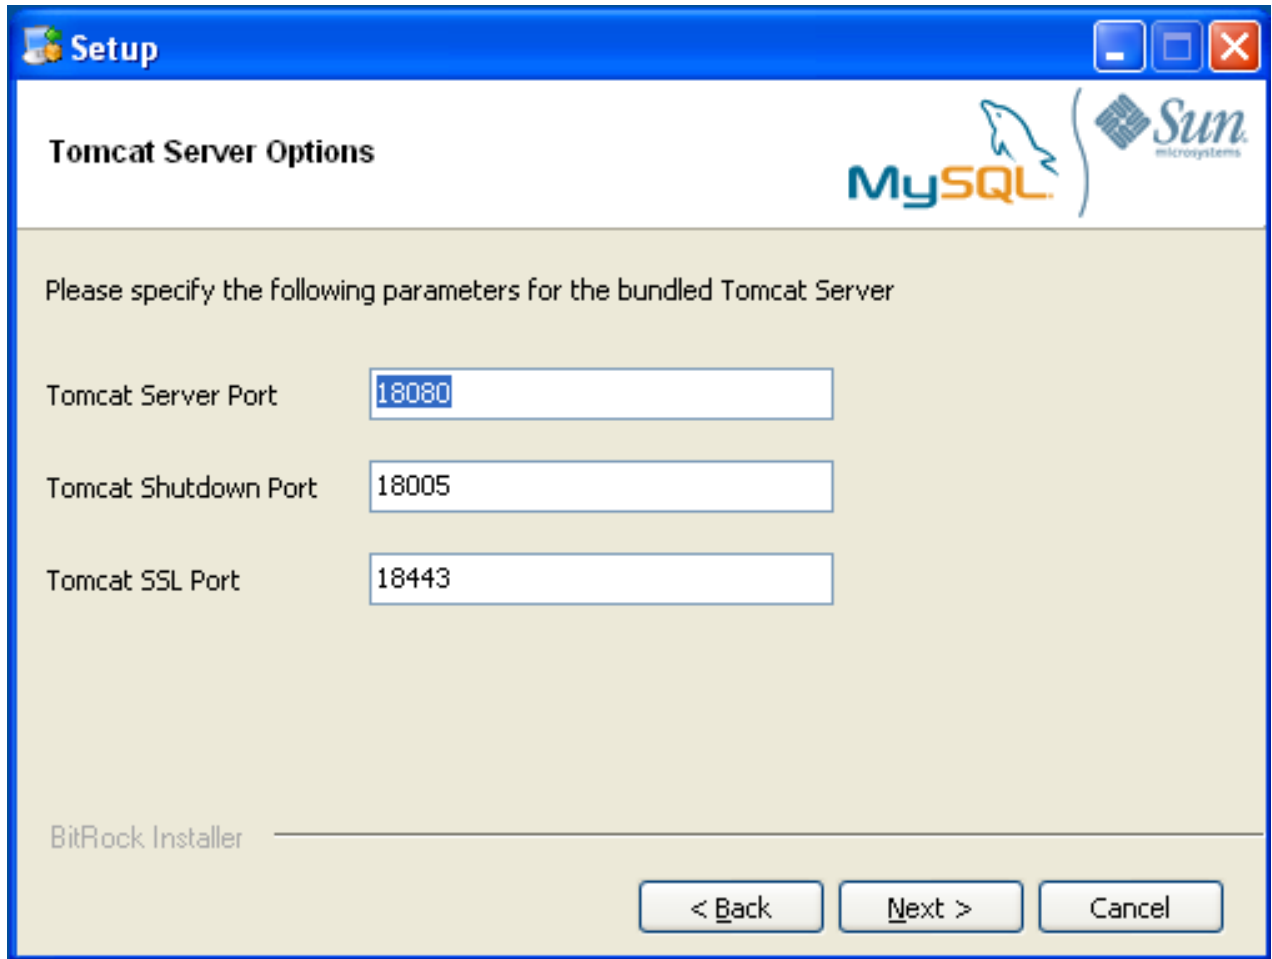 Setup
Tomcat Server Options
MySQL
Sun
microsystems
Please specify the following parameters for the bundled Tomcat Server
Tomcat Server Port 18080
Tomcat Shutdown Port 18005
Tomcat SSL Port 18443
BitRock Installer
< Back Next > Cancel